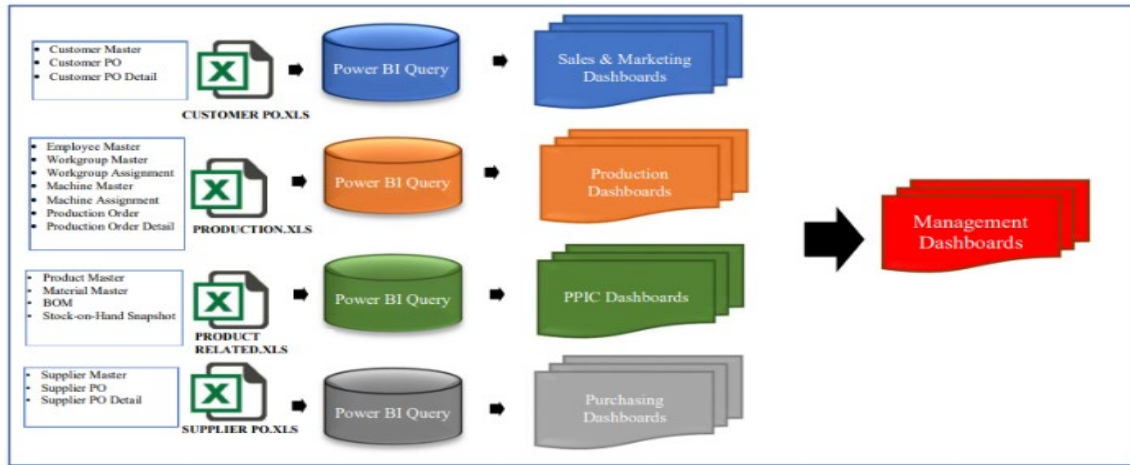 Customer Master
Customer PO
Customer PO Detail
CUSTOMER PO.XLS
Power BI Query
Sales & Marketing
Dashboards
Employee Master
Workgroup Master
Workgroup Assignment
Machine Master
Machine Assignment
Production Order
Production Order Detail
PRODUCTION.XLS
Power BI Query
Production
Dashboards
Product Master
Material Master
BOM
Stock-on-Hand Snapshot
PRODUCT
RELATED.XLS
Power BI Query
PPIC Dashboards
Supplier Master
Supplier PO
Supplier PO Detail
SUPPLIER PO.XLS
Power BI Query
Purchasing
Dashboards
Management
Dashboards